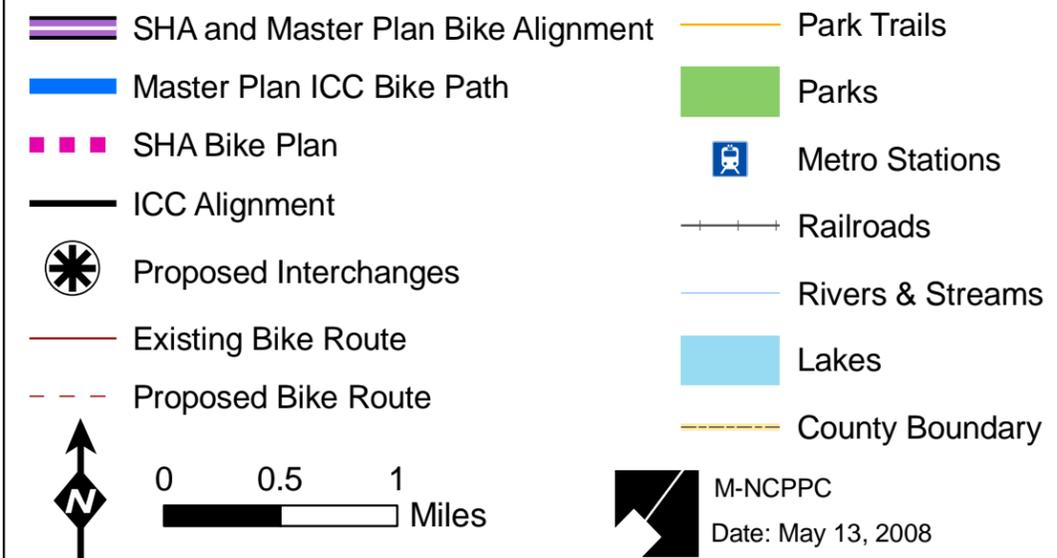 SHA and Master Plan Bike Alignment
Master Plan ICC Bike Path
SHA Bike Plan
ICC Alignment
Proposed Interchanges
Existing Bike Route
Proposed Bike Route
N
0 0.5 1
Miles
Park Trails
Parks
Metro Stations
Railroads
Rivers & Streams
Lakes
County Boundary
M-NCPPC
Date: May 13, 2008